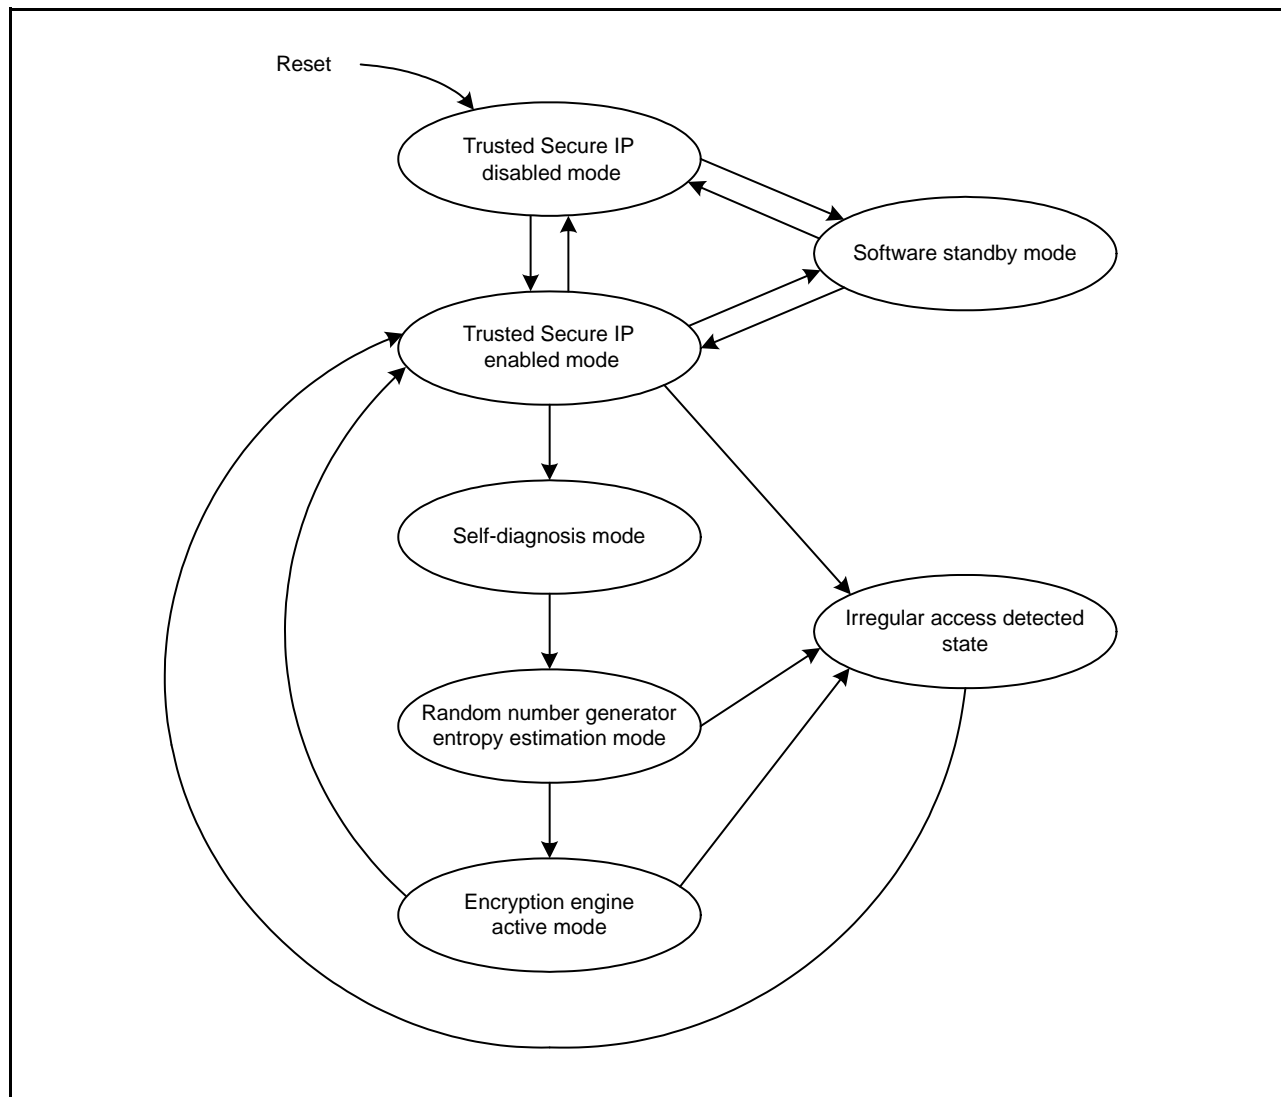 Reset
Trusted Secure IP
disabled mode
Software standby mode
Trusted Secure IP
enabled mode
Self-diagnosis mode
Irregular access detected
state
Random number generator
entropy estimation mode
Encryption engine
active mode